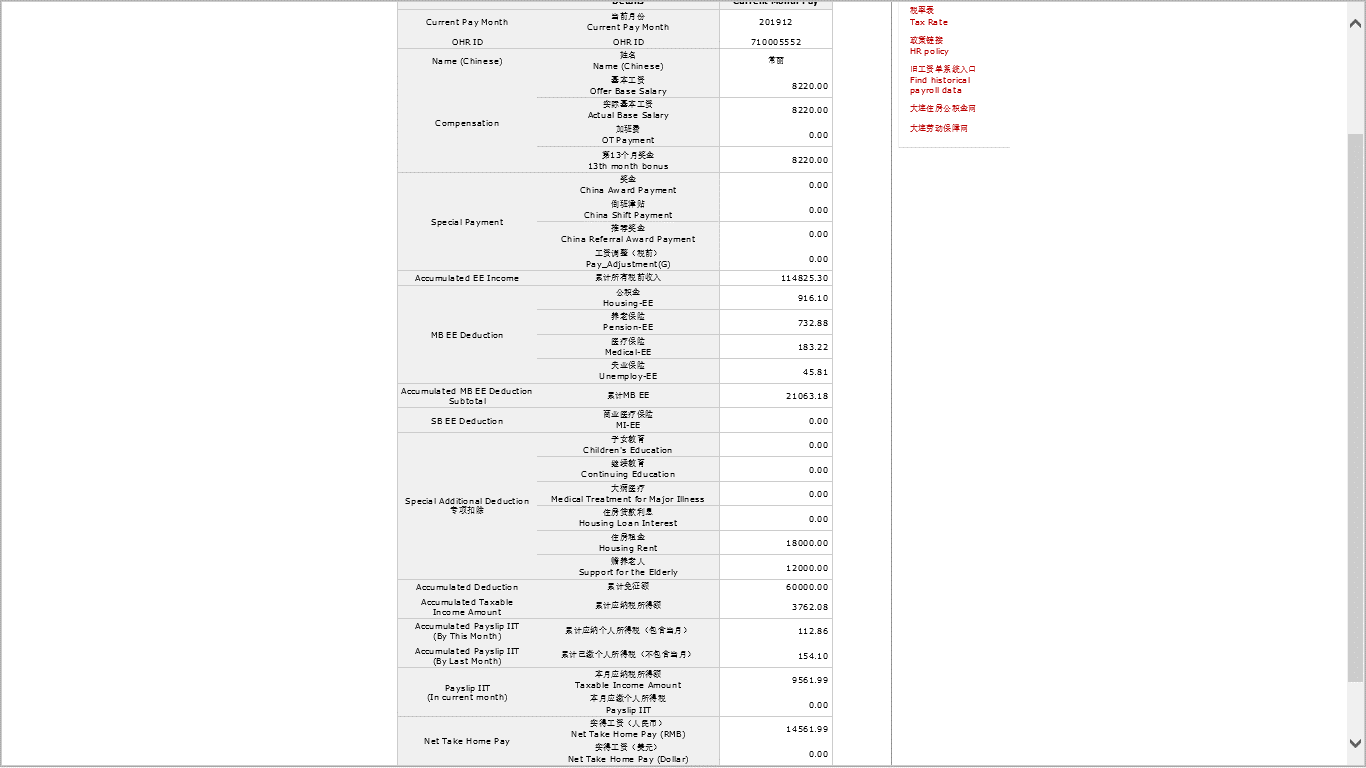 Details Current Month Pay
Current Pay Month
当前月份
Current Pay Month
201912
OHR ID
OHR ID
710005552
Name (Chinese)
姓名
Name (Chinese)
常丽
Compensation
基本工资
Offer Base Salary
8220.00
实际基本工资
Actual Base Salary
8220.00
加班费
OT Payment
0.00
第13个月奖金
13th month bonus
8220.00
Special Payment
奖金
China Award Payment
0.00
倒班津贴
China Shift Payment
0.00
推荐奖金
China Referral Award Payment
0.00
工资调整（税前）
Pay_Adjustment(G)
0.00
Accumulated EE Income
累计所有税前收入
114825.30
MB EE Deduction
公积金
Housing-EE
916.10
养老保险
Pension-EE
732.88
医疗保险
Medical-EE
183.22
失业保险
Unemploy-EE
45.81
Accumulated MB EE Deduction
Subtotal
累计MB EE
21063.18
SB EE Deduction
商业医疗保险
MI-EE
0.00
Special Additional Deduction
专项扣除
子女教育
Children's Education
0.00
继续教育
Continuing Education
0.00
大病医疗
Medical Treatment for Major Illness
0.00
住房贷款利息
Housing Loan Interest
0.00
住房租金
Housing Rent
18000.00
赡养老人
Support for the Elderly
12000.00
Accumulated Deduction
累计免征额
60000.00
Accumulated Taxable
Income Amount
累计应纳税所得额
3762.08
Accumulated Payslip IIT
(By This Month)
累计应纳个人所得税（包含当月）
112.86
Accumulated Payslip IIT
(By Last Month)
累计已缴个人所得税（不包含当月）
154.10
Payslip IIT
(In current month)
本月应纳税所得额
Taxable Income Amount
9561.99
本月应缴个人所得税
Payslip IIT
0.00
Net Take Home Pay
实得工资（人民币）
Net Take Home Pay (RMB)
14561.99
实得工资（美元）
Net Take Home Pay (Dollar)
0.00
税率表
Tax Rate
政策链接
HR policy
旧工资单系统入口
Find historical
payroll data
大连住房公积金网
大连劳动保障网